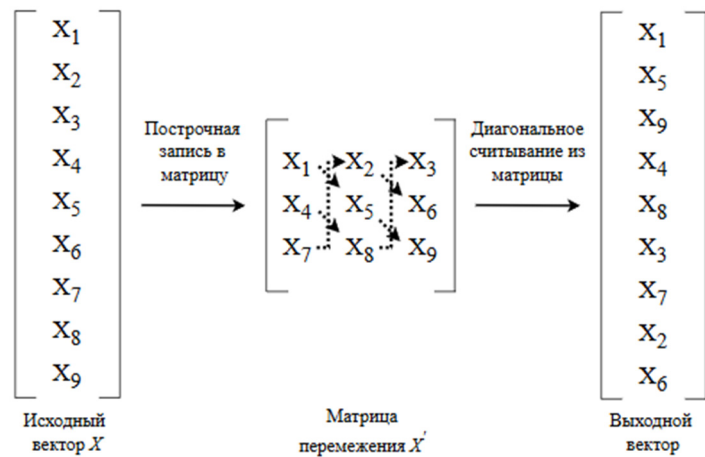 X1
X2
X3
X4
X5
X6
X7
X8
X9
Исходный
вектор X
Построчная
запись в
матрицу
X1 X2 X3
X4 X5 X6
X7 X8 X9
Матрица
перемежения X'
Диагональное
считывание из
матрицы
X1
X5
X9
X4
X8
X3
X7
X2
X6
Выходной
вектор